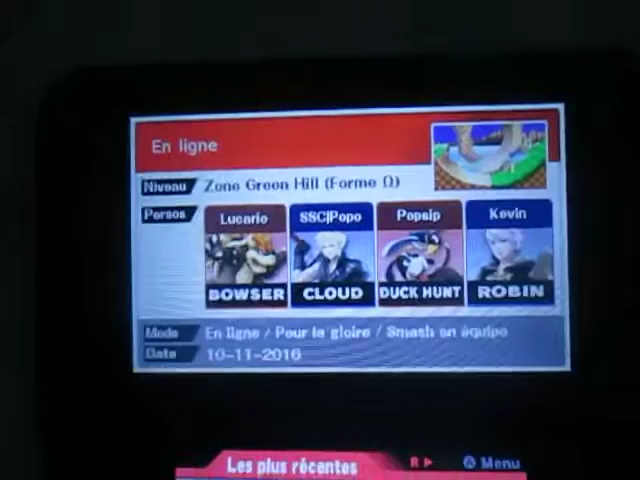 En ligne
Niveau Zone Green Hill (Forme Ω)
Persos Lucario SSC|Popo Popsip Kevin
BOWSER CLOUD DUCK HUNT ROBIN
Mode En ligne / Pour la gloire / Smash en équipe
Date 10-11-2016
Les plus récentes R A Menu